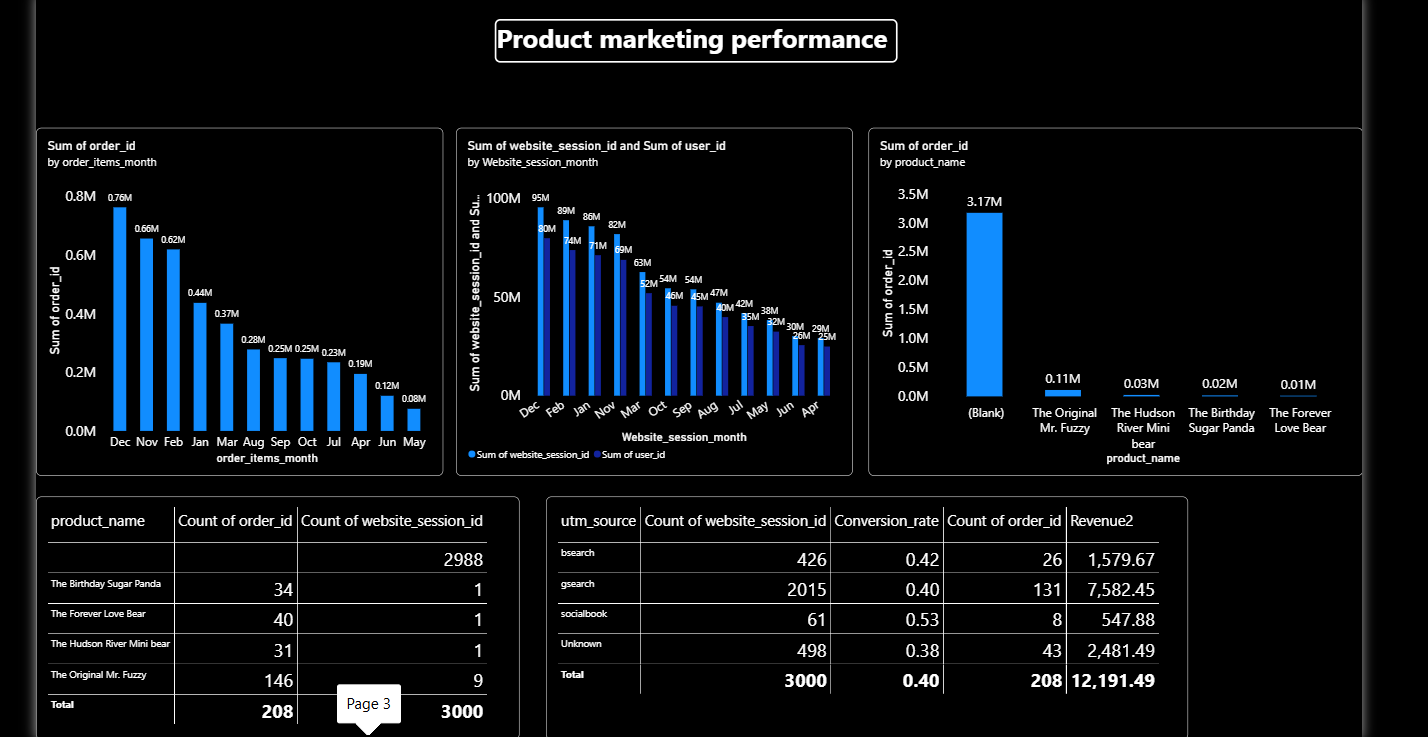 Product marketing performance
Sum of order_id
by order_items_month
Sum of order_id
0.8M
0.6M
0.4M
0.2M
0.0M
0.76M
0.66M
0.62M
0.44M
0.37M
0.28M
0.25M
0.25M
0.23M
0.19M
0.12M
0.08M
Dec Nov Feb Jan Mar Aug Sep Oct Jul Apr Jun May
order_items_month
Sum of website_session_id and Sum of user_id
by Website_session_month
Sum of website_session_id and Su...
100M
50M
0M
95M
80M
89M
74M
86M
71M
82M
69M
63M
52M
54M
46M
54M
45M
47M
40M
42M
35M
38M
32M
30M
26M
29M
25M
Dec Feb Jan Nov Mar Oct Sep Aug Jul May Jun Apr
Website_session_month
Sum of website_session_id Sum of user_id
Sum of order_id
by product_name
Sum of order_id
3.5M
3.0M
2.5M
2.0M
1.5M
1.0M
0.5M
0.0M
3.17M
0.11M
0.03M
0.02M
0.01M
(Blank)
The Original
Mr. Fuzzy
The Hudson
River Mini
bear
The Birthday
Sugar Panda
The Forever
Love Bear
product_name
product_name Count of order_id Count of website_session_id
2988
The Birthday Sugar Panda 34 1
The Forever Love Bear 40 1
The Hudson River Mini bear 31 1
The Original Mr. Fuzzy 146 9
Total 208 3000
Page 3
utm_source Count of website_session_id Conversion_rate Count of order_id Revenue2
bsearch 426 0.42 26 1,579.67
gsearch 2015 0.40 131 7,582.45
socialbook 61 0.53 8 547.88
Unknown 498 0.38 43 2,481.49
Total 3000 0.40 208 12,191.49